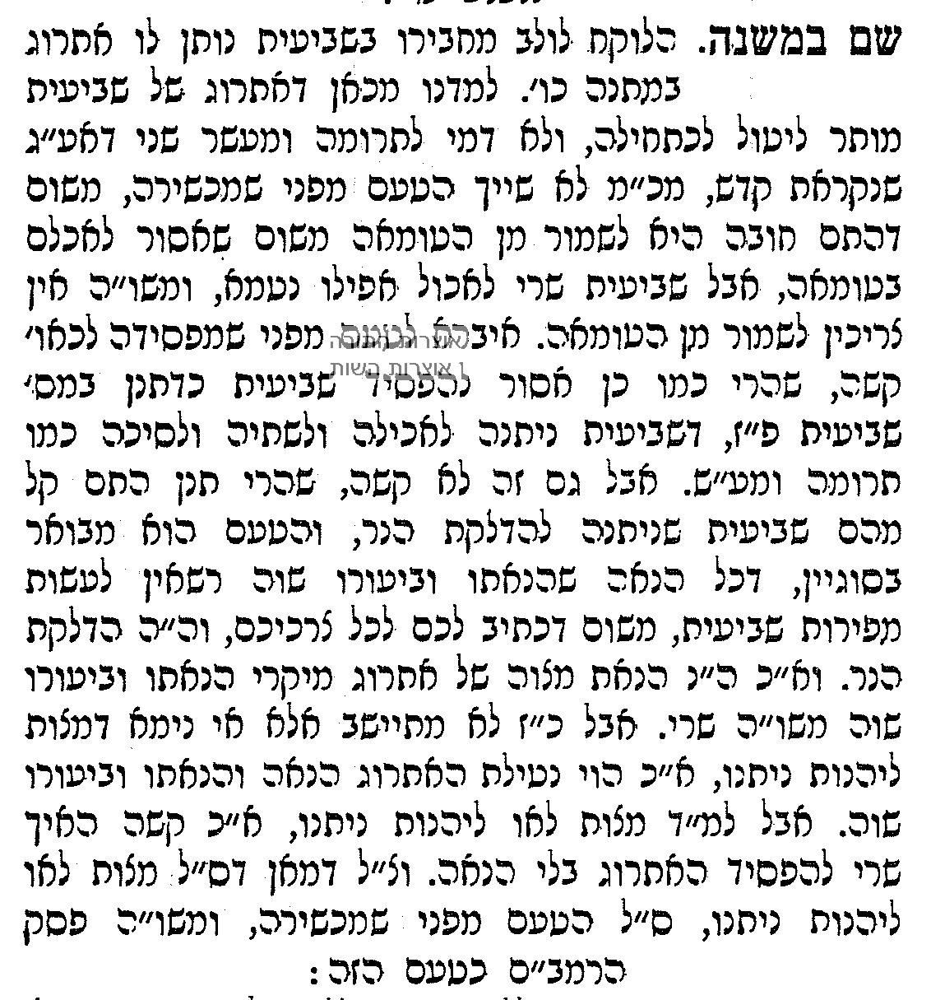 שם במשנה. הלוקח לולב מחבירו בשביעית נותן לו אתרוג
במתנה כו׳. למדנו מכאן דאתרוג של שביעית
מותר ליטול לכתחילה, ולא דמי לתרומה ומעשר שני דאע״ג
שנקראת קדש, מכ״מ לא שייך הטעם מפני שמכשירה, משום
דהתם חובה היא לשמור מן הטומאה משום שאסור לאכלם
בטומאה, אבל שביעית שרי לאכול אפילו נטמא, ומשו״ה אין
צריכין לשמור מן הטומאה. איברא לטעם מפני שמפסידה לכאו׳
קשה, שהרי כמו כן אסור להפסיד שביעית כדתנן במס׳
שביעית פ״ז, דשביעית ניתנה לאכילה ולשתיה ולסיכה כמו
תרומה ומע״ש. אבל גם זה לא קשה, שהרי תנן התם קל
מהם שביעית שניתנה להדלקת הנר, והטעם הוא מבואר
בסוגיין, דכל הנאה שהנאתו וביעורו שוה רשאין לעשות
מפירות שביעית, משום דכתיב לכם לכל צרכיכם, וה״ה הדלקת
הנר. וא״כ ה״נ הנאת מצוה של אתרוג מיקרי הנאתו וביעורו
שוה משו״ה שרי. אבל כ״ז לא מתיישב אלא אי נימא דמצות
ליהנות ניתנו, א״כ הוי נטילת האתרוג הנאה והנאתו וביעורו
שוה. אבל למ״ד מצות לאו ליהנות ניתנו, א״כ קשה האיך
שרי להפסיד האתרוג בלי הנאה. וצ״ל דמאן דס״ל מצות לאו
ליהנות ניתנו, ס״ל הטעם מפני שמכשירה, ומשו״ה פסק
הרמב״ם כטעם הזה: